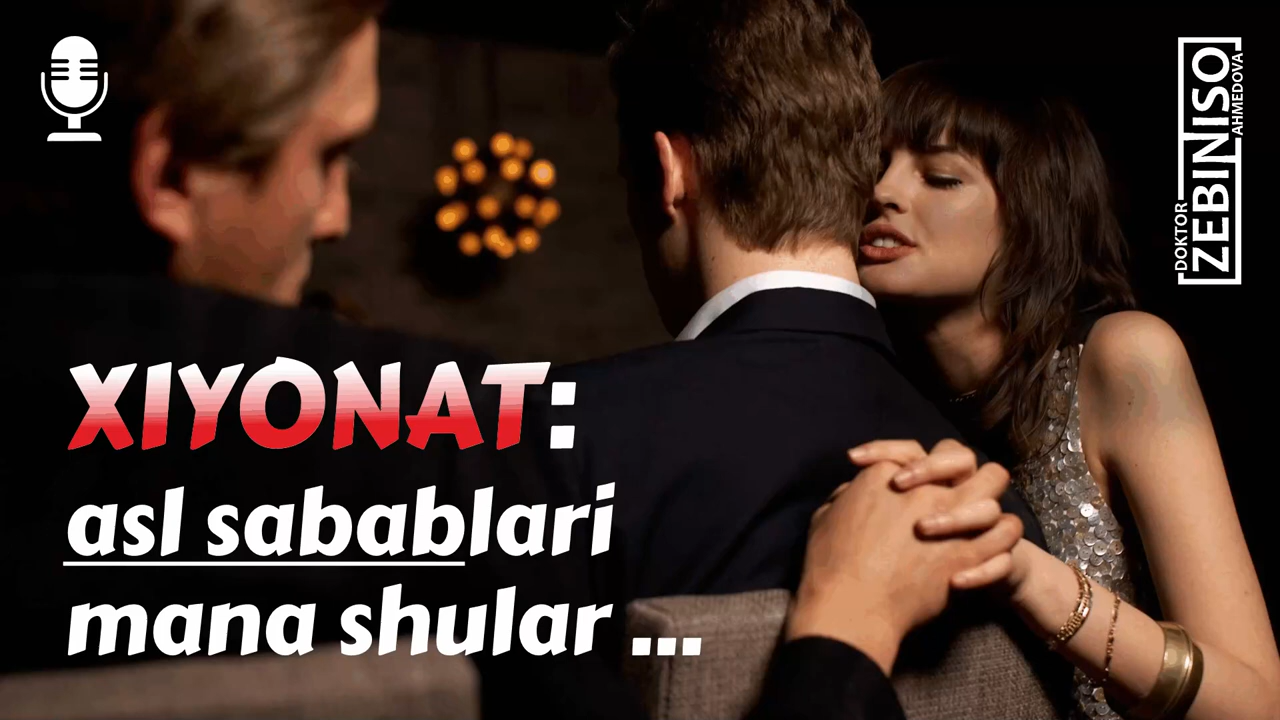 XIYONAT:
asl sabablari
mana shular ...
DOKTOR
ZEBINISO
AHMEDOVA